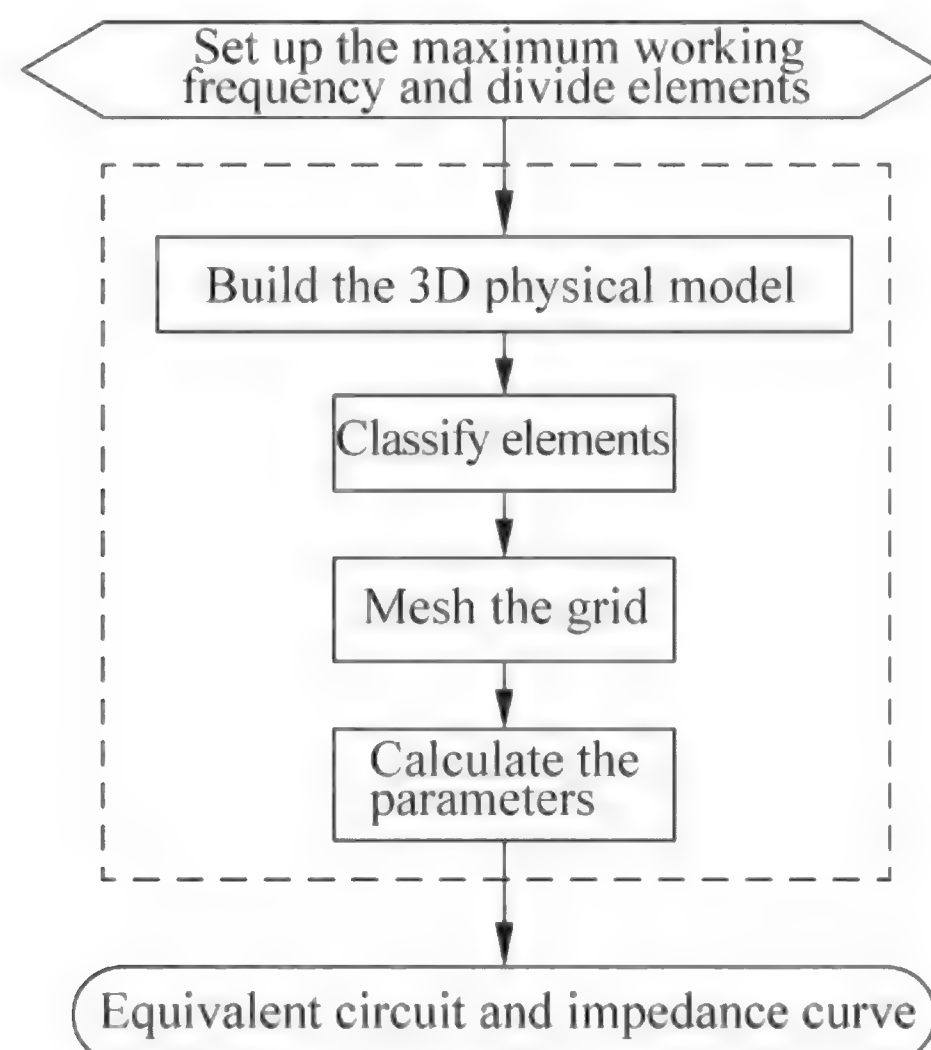 Set up the maximum working
frequency and divide elements
Build the 3D physical model
Classify elements
Mesh the grid
Calculate the
parameters
Equivalent circuit and impedance curve